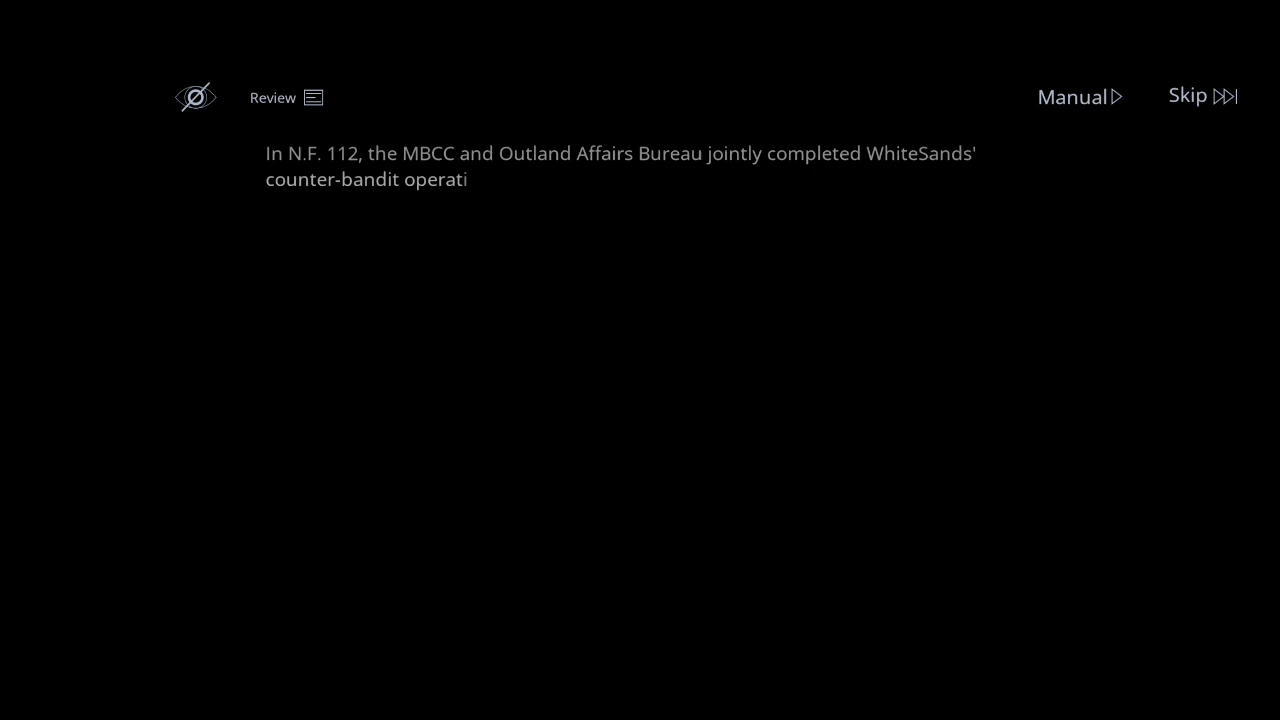 Review
Manual
Skip
In N.F. 112, the MBCC and Outland Affairs Bureau jointly completed WhiteSands'
counter-bandit operati